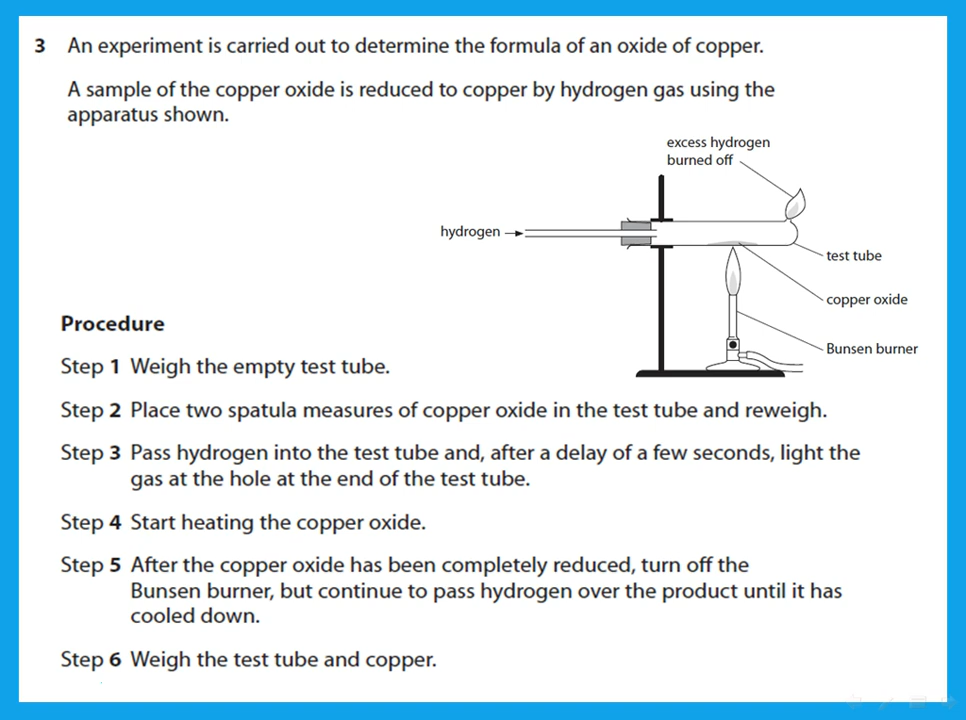 3 An experiment is carried out to determine the formula of an oxide of copper.
A sample of the copper oxide is reduced to copper by hydrogen gas using the
apparatus shown.
excess hydrogen
burned off
hydrogen
test tube
copper oxide
Bunsen burner
Procedure
Step 1 Weigh the empty test tube.
Step 2 Place two spatula measures of copper oxide in the test tube and reweigh.
Step 3 Pass hydrogen into the test tube and, after a delay of a few seconds, light the
gas at the hole at the end of the test tube.
Step 4 Start heating the copper oxide.
Step 5 After the copper oxide has been completely reduced, turn off the
Bunsen burner, but continue to pass hydrogen over the product until it has
cooled down.
Step 6 Weigh the test tube and copper.